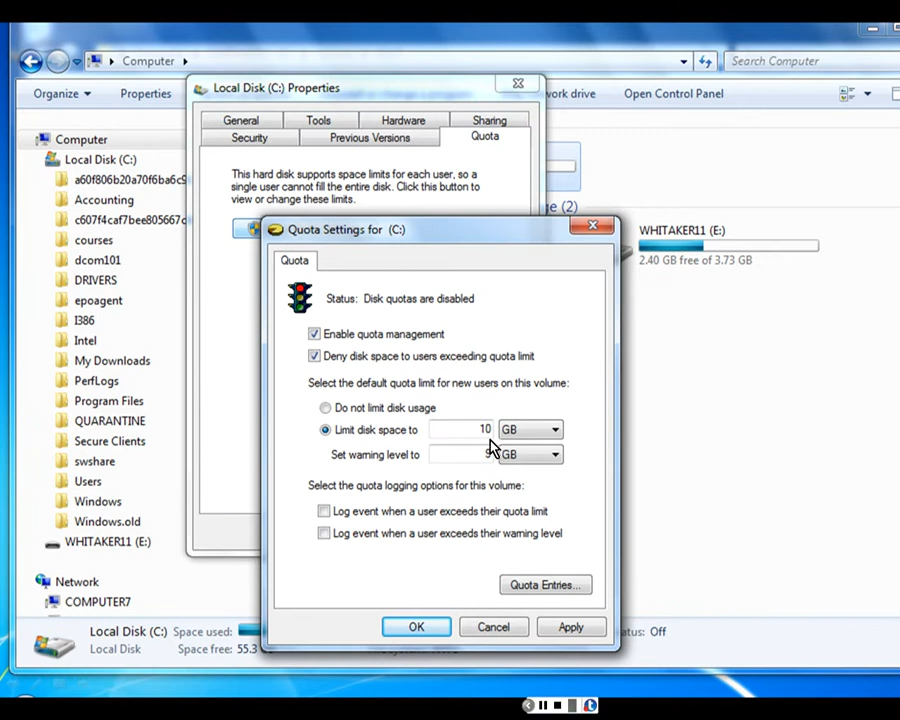 Computer
Search Computer
Organize
Properties
work drive
Open Control Panel
Local Disk (C:) Properties
General
Tools
Hardware
Sharing
Security
Previous Versions
Quota
This hard disk supports space limits for each user, so a
single user cannot fill the entire disk. Click this button to
view or change these limits.
Computer
Local Disk (C:)
a60f806b20a70f6ba6c9
Accounting
c607f4caf7bee805667c
courses
dcom101
DRIVERS
epoagent
I386
Intel
My Downloads
PerfLogs
Program Files
QUARANTINE
Secure Clients
swshare
Users
Windows
Windows.old
WHITAKER11 (E:)
Network
COMPUTER7
ge (2)
WHITAKER11 (E:)
2.40 GB free of 3.73 GB
Quota Settings for (C:)
Quota
Status: Disk quotas are disabled
Enable quota management
Deny disk space to users exceeding quota limit
Select the default quota limit for new users on this volume:
Do not limit disk usage
Limit disk space to 10 GB
Set warning level to 9 GB
Select the quota logging options for this volume:
Log event when a user exceeds their quota limit
Log event when a user exceeds their warning level
Quota Entries...
OK
Cancel
Apply
Local Disk (C:) Space used:
Local Disk Space free: 55.3
tus: Off